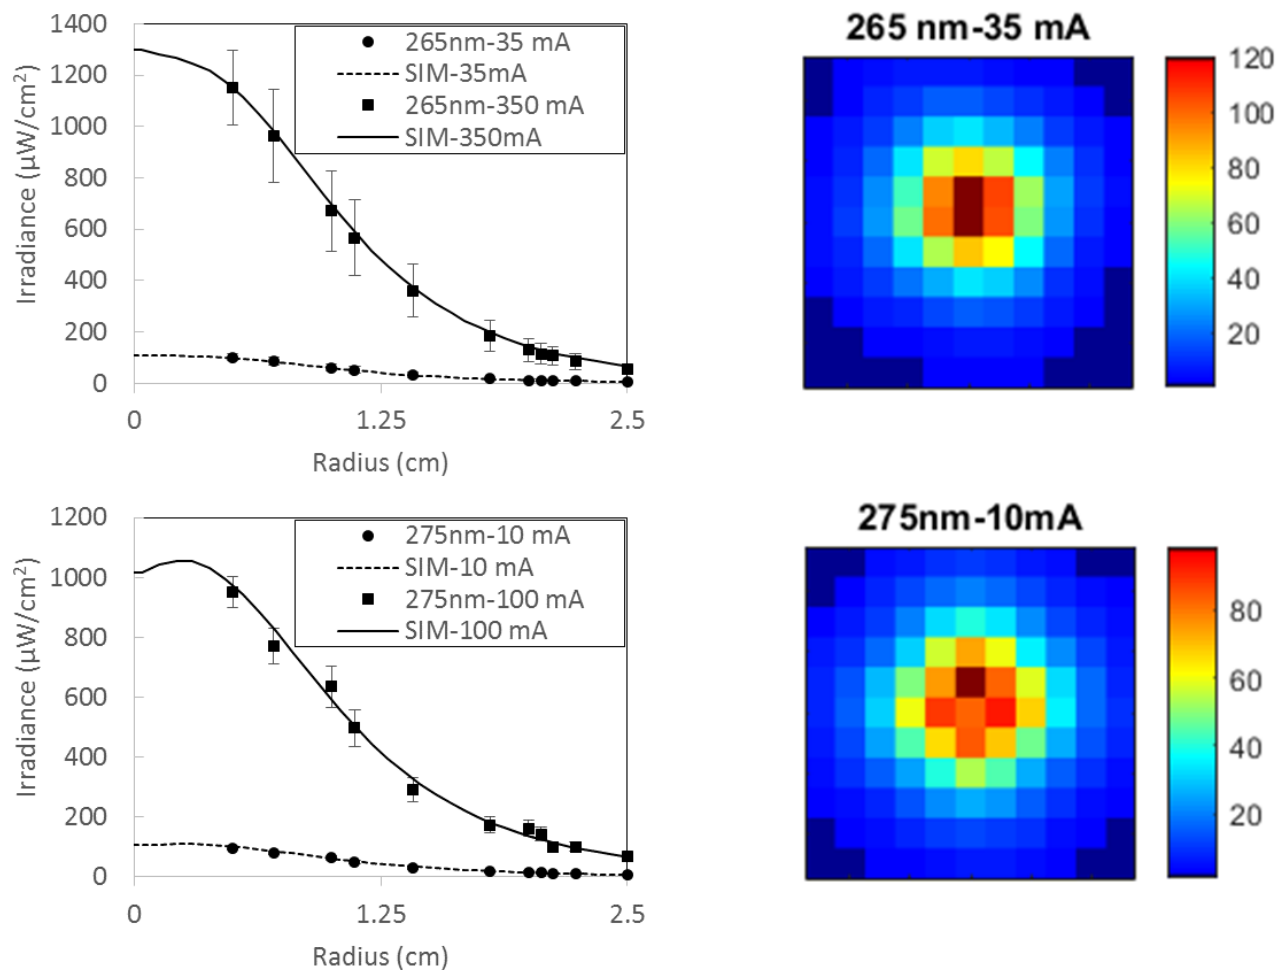 1400
1200
1000
800
600
400
200
0
Irradiance (µW/cm²)
265nm-35 mA
SIM-35mA
265nm-350 mA
SIM-350mA
0 1.25 2.5
Radius (cm)
265 nm-35 mA
120
100
80
60
40
20
1200
1000
800
600
400
200
0
Irradiance (µW/cm²)
275nm-10 mA
SIM-10 mA
275nm-100 mA
SIM-100 mA
0 1.25 2.5
Radius (cm)
275nm-10mA
80
60
40
20